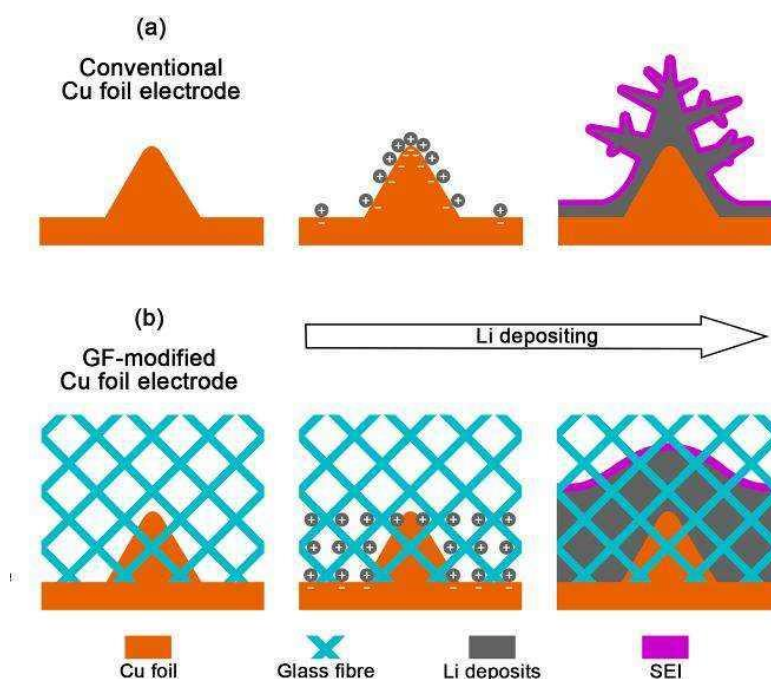 (a)
Conventional
Cu foil electrode
(b)
GF-modified
Cu foil electrode
Li depositing
Cu foil
Glass fibre
Li deposits
SEI